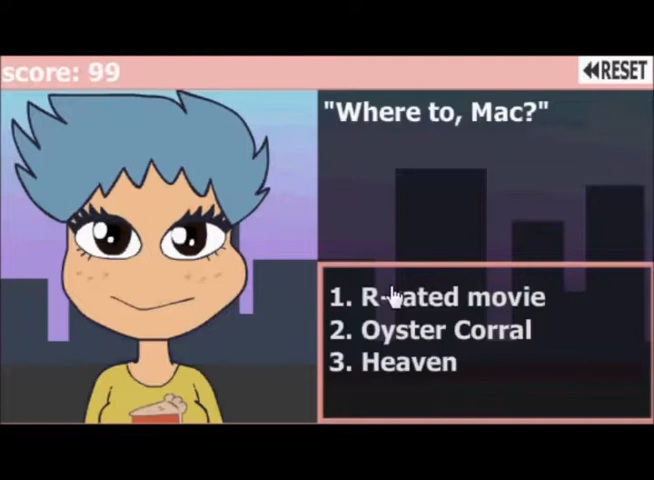 score: 99
RESET
"Where to, Mac?"
1. R-rated movie
2. Oyster Corral
3. Heaven